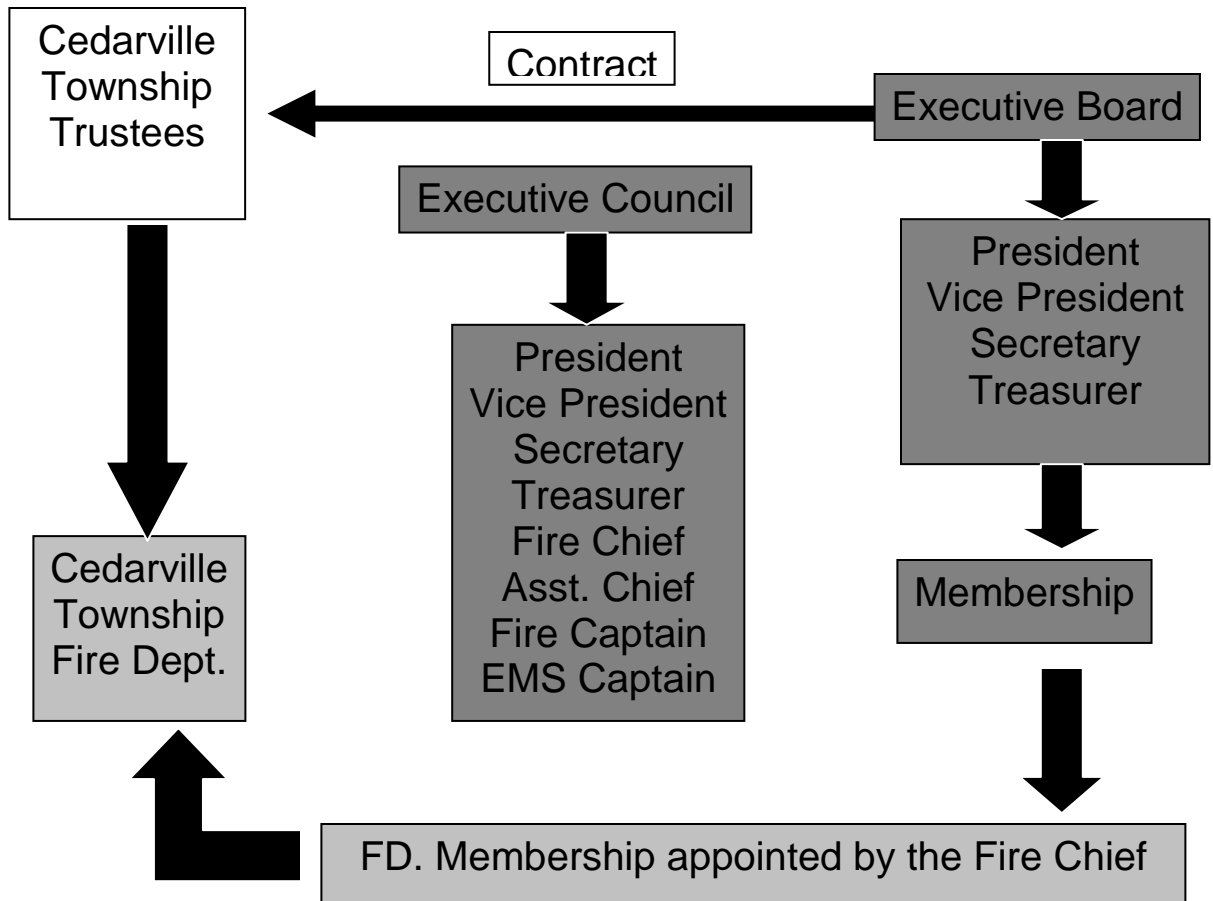 Cedarville
Township
Trustees
Contract
Executive Board
Executive Council
President
Vice President
Secretary
Treasurer
President
Vice President
Secretary
Treasurer
Fire Chief
Asst. Chief
Fire Captain
EMS Captain
Cedarville
Township
Fire Dept.
Membership
FD. Membership appointed by the Fire Chief